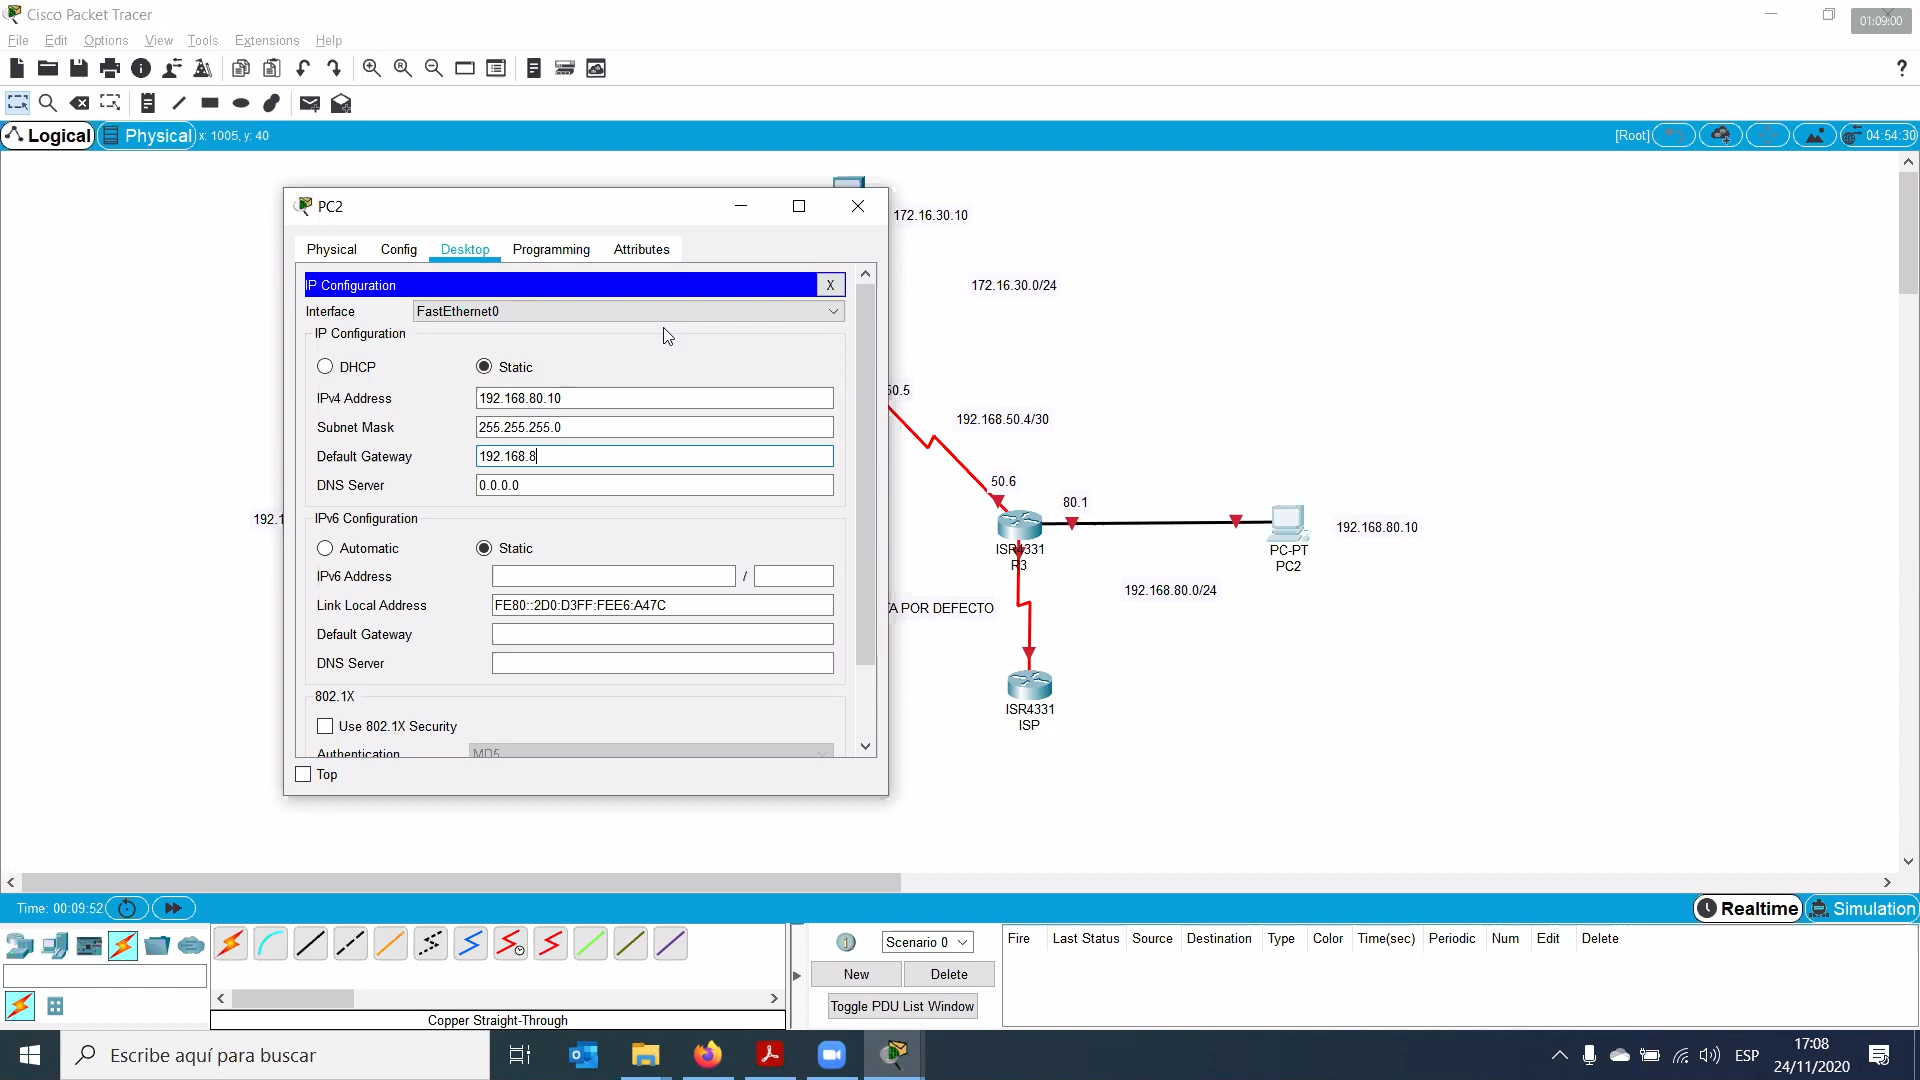 Cisco Packet Tracer
01:09:00
File Edit Options View Tools Extensions Help
?
Logical Physical x: 1005, y: 40
[Root] 04:54:30
PC2
Physical Config Desktop Programming Attributes
IP Configuration X
Interface FastEthernet0
IP Configuration
DHCP Static
IPv4 Address 192.168.80.10
Subnet Mask 255.255.255.0
Default Gateway 192.168.8
DNS Server 0.0.0.0
IPv6 Configuration
Automatic Static
IPv6 Address /
Link Local Address FE80::2D0:D3FF:FEE6:A47C
Default Gateway
DNS Server
802.1X
Use 802.1X Security
Authentication MD5
Top
172.16.30.10
172.16.30.0/24
50.5
192.168.50.4/30
50.6
80.1
192.1
ISR4331
R3
PC-PT
PC2
192.168.80.10
192.168.80.0/24
A POR DEFECTO
ISR4331
ISP
Time: 00:09:52
Realtime Simulation
Scenario 0
New Delete
Toggle PDU List Window
Fire Last Status Source Destination Type Color Time(sec) Periodic Num Edit Delete
Copper Straight-Through
Escribe aquí para buscar
ESP
17:08
24/11/2020